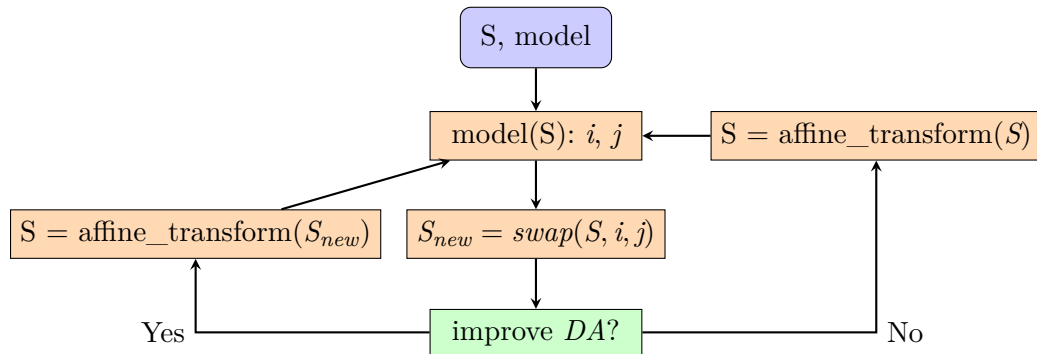 S, model
model(S): i, j
S = affine_transform(S)
S = affine_transform(S_new)
S_new = swap(S, i, j)
Yes
improve DA?
No